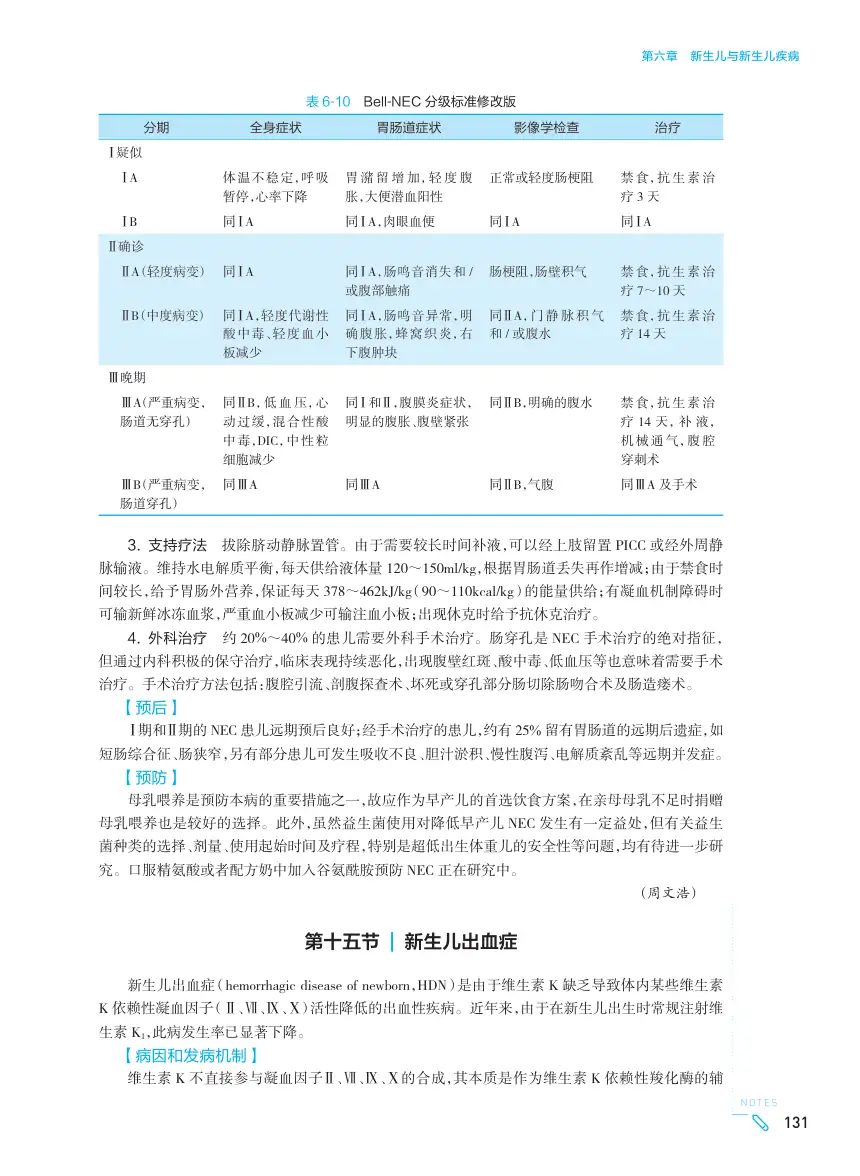 第六章 新生儿与新生儿疾病
表 6-10 Bell-NEC 分级标准修改版
分期 全身症状 胃肠道症状 影像学检查 治疗
Ⅰ疑似
ⅠA 体温不稳定,呼吸 胃潴留增加,轻度腹 正常或轻度肠梗阻 禁食,抗生素治
暂停,心率下降 胀,大便潜血阳性 疗 3 天
ⅠB 同ⅠA 同ⅠA,肉眼血便 同ⅠA 同ⅠA
Ⅱ确诊
ⅡA(轻度病变) 同ⅠA 同ⅠA,肠鸣音消失和/ 肠梗阻,肠壁积气 禁食,抗生素治
或腹部触痛 疗 7～10 天
ⅡB(中度病变) 同ⅠA,轻度代谢性 同ⅠA,肠鸣音异常,明 同ⅡA,门静脉积气 禁食,抗生素治
酸中毒、轻度血小 确腹胀,蜂窝织炎,右 和/或腹水 疗 14 天
板减少 下腹肿块
Ⅲ晚期
ⅢA(严重病变, 同ⅡB,低血压,心 同Ⅰ和Ⅱ,腹膜炎症状, 同ⅡB,明确的腹水 禁食,抗生素治
肠道无穿孔) 动过缓,混合性酸 明显的腹胀、腹壁紧张 疗 14 天,补液,
中毒,DIC,中性粒 机械通气,腹腔
细胞减少 穿刺术
ⅢB(严重病变, 同ⅢA 同ⅢA 同ⅡB,气腹 同ⅢA 及手术
肠道穿孔)
3. 支持疗法 拔除脐动静脉置管。由于需要较长时间补液,可以经上肢留置 PICC 或经外周静
脉输液。维持水电解质平衡,每天供给液体量 120～150ml/kg,根据胃肠道丢失再作增减;由于禁食时
间较长,给予胃肠外营养,保证每天 378～462kJ/kg(90～110kcal/kg)的能量供给;有凝血机制障碍时
可输新鲜冰冻血浆,严重血小板减少可输注血小板;出现休克时给予抗休克治疗。
4. 外科治疗 约 20%～40% 的患儿需要外科手术治疗。肠穿孔是 NEC 手术治疗的绝对指征,
但通过内科积极的保守治疗,临床表现持续恶化,出现腹壁红斑、酸中毒、低血压等也意味着需要手术
治疗。手术治疗方法包括:腹腔引流、剖腹探查术、坏死或穿孔部分肠切除肠吻合术及肠造瘘术。
【预后】
Ⅰ期和Ⅱ期的 NEC 患儿远期预后良好;经手术治疗的患儿,约有 25% 留有胃肠道的远期后遗症,如
短肠综合征、肠狭窄,另有部分患儿可发生吸收不良、胆汁淤积、慢性腹泻、电解质紊乱等远期并发症。
【预防】
母乳喂养是预防本病的重要措施之一,故应作为早产儿的首选饮食方案,在亲母母乳不足时捐赠
母乳喂养也是较好的选择。此外,虽然益生菌使用对降低早产儿 NEC 发生有一定益处,但有关益生
菌种类的选择、剂量、使用起始时间及疗程,特别是超低出生体重儿的安全性等问题,均有待进一步研
究。口服精氨酸或者配方奶中加入谷氨酰胺预防 NEC 正在研究中。
(周文浩)
第十五节 | 新生儿出血症
新生儿出血症(hemorrhagic disease of newborn,HDN)是由于维生素 K 缺乏导致体内某些维生素
K 依赖性凝血因子(Ⅱ、Ⅶ、Ⅸ、Ⅹ)活性降低的出血性疾病。近年来,由于在新生儿出生时常规注射维
生素 K₁,此病发生率已显著下降。
【病因和发病机制】
维生素 K 不直接参与凝血因子Ⅱ、Ⅶ、Ⅸ、Ⅹ的合成,其本质是作为维生素 K 依赖性羧化酶的辅
NOTES
131